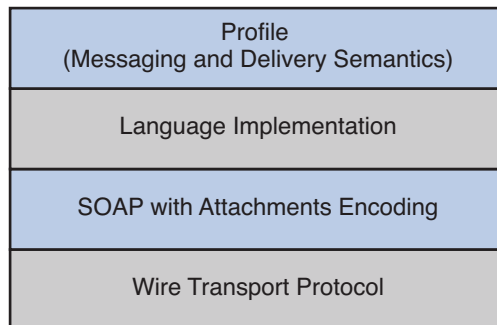 Profile
(Messaging and Delivery Semantics)
Language Implementation
SOAP with Attachments Encoding
Wire Transport Protocol